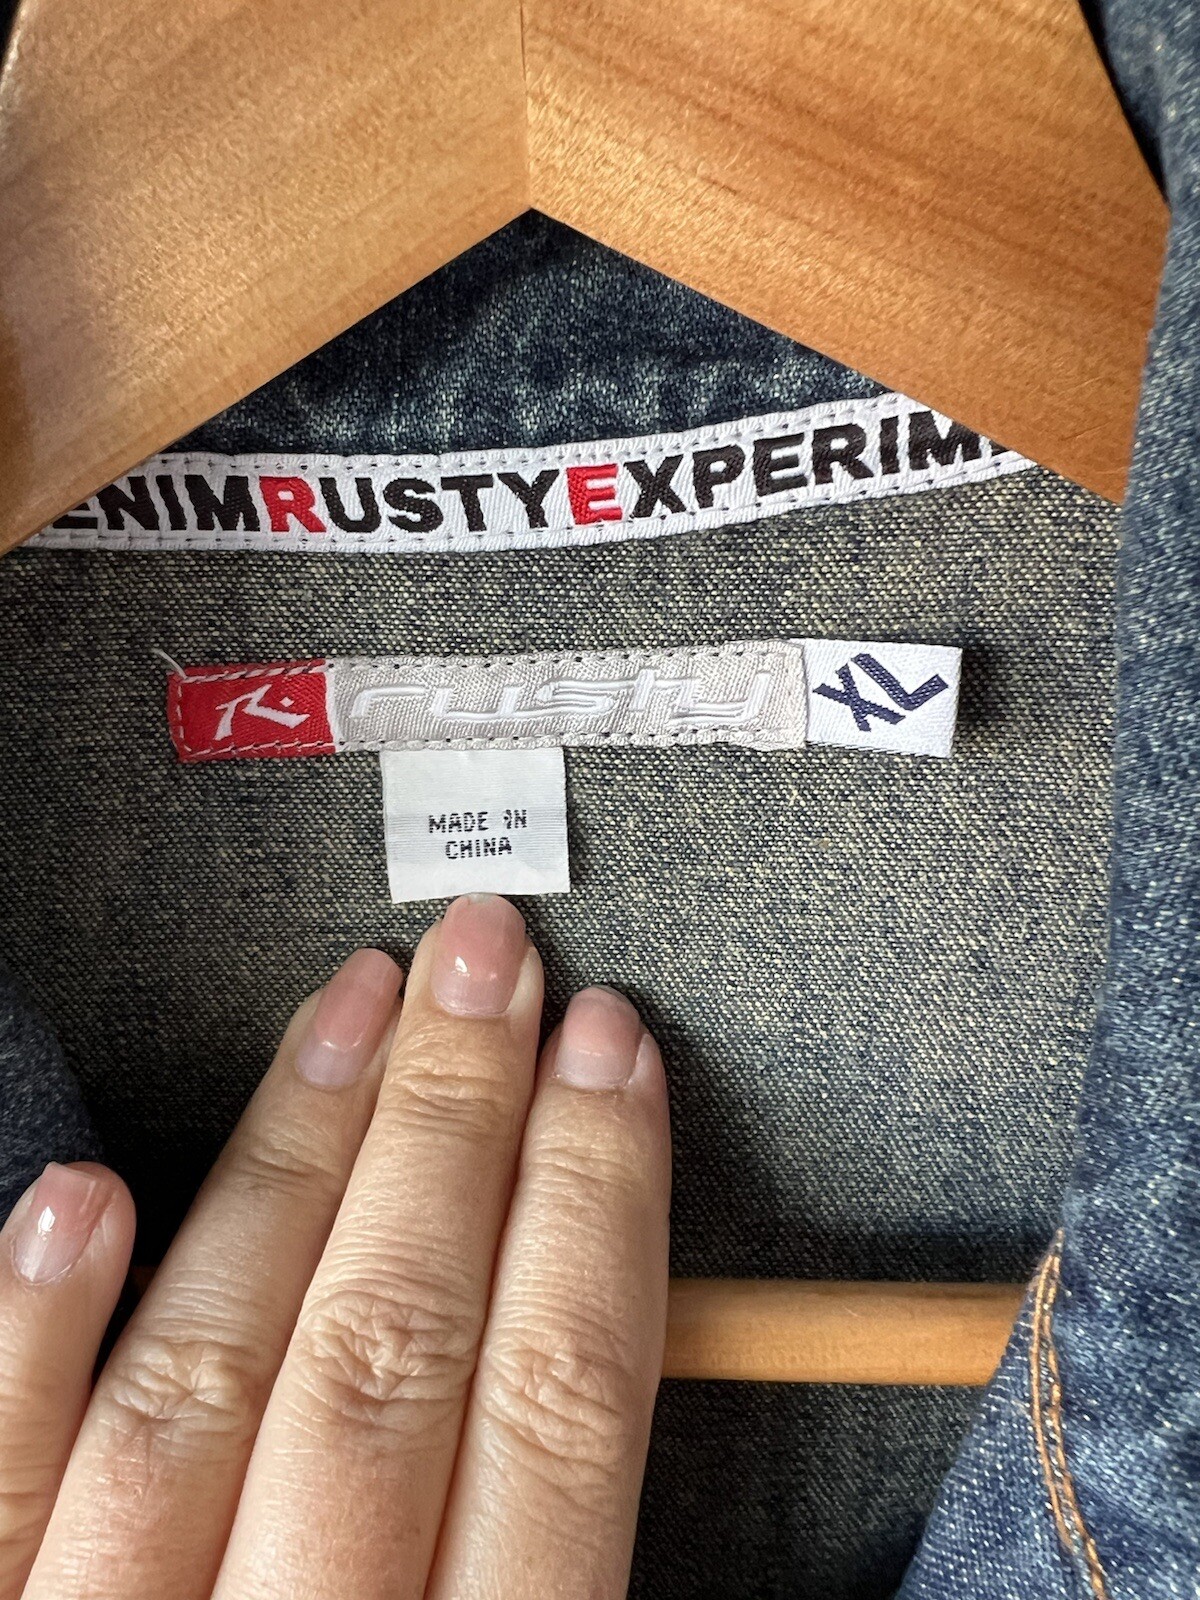 ENIMRUSTYEXPERIM
R. rusty XL
MADE IN
CHINA